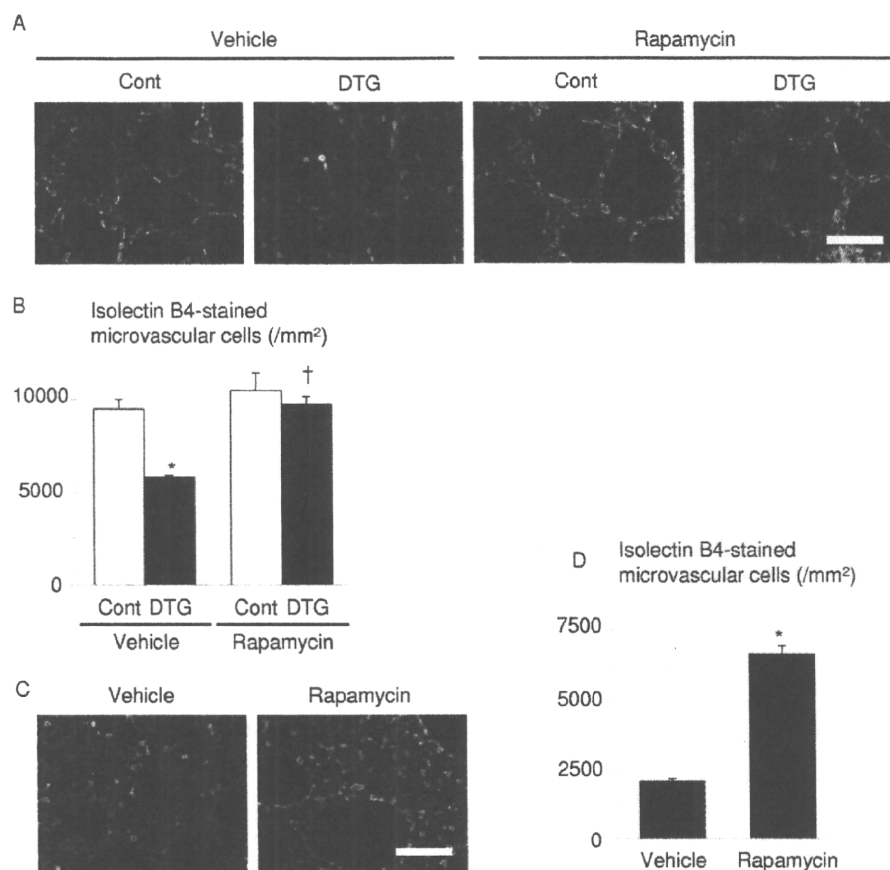 A
Vehicle Rapamycin
Cont DTG Cont DTG
B
Isolectin B4-stained
microvascular cells (/mm²)
10000
5000
0
*
†
Cont DTG Cont DTG
Vehicle Rapamycin
C
Vehicle Rapamycin
D
Isolectin B4-stained
microvascular cells (/mm²)
7500
5000
2500
0
*
Vehicle Rapamycin